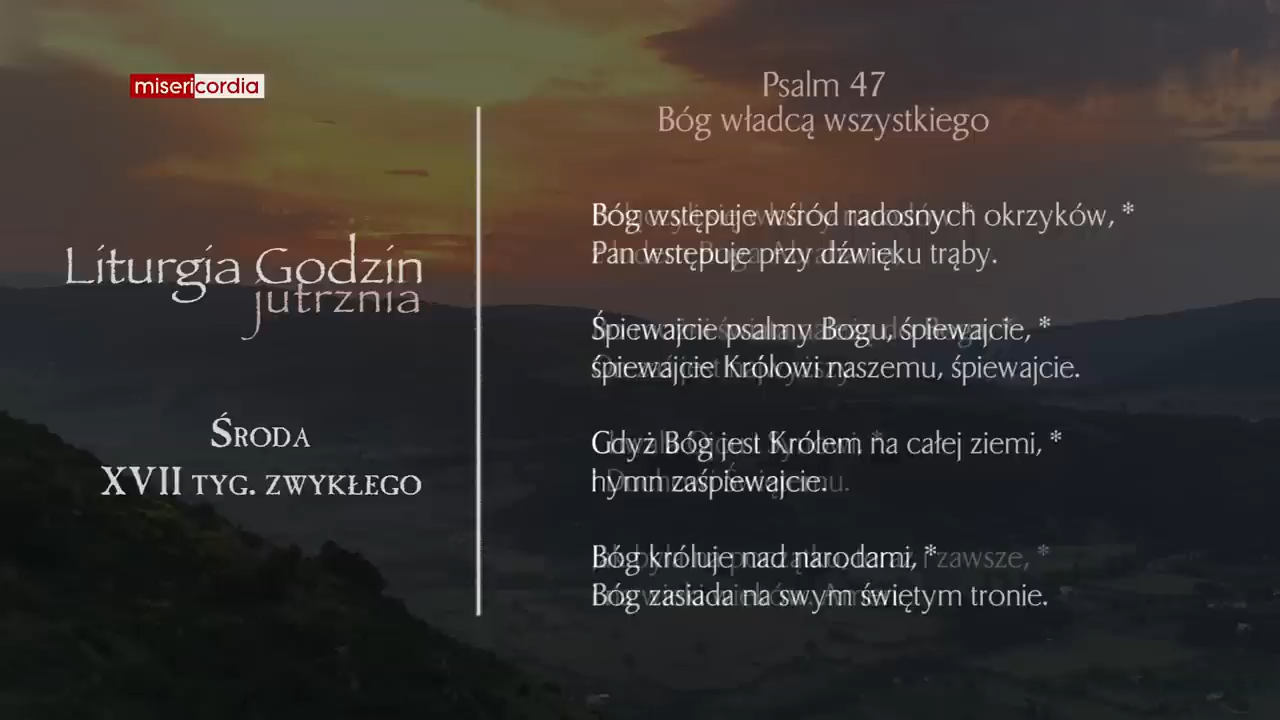 misericordia
Liturgia Godzin
jutrznia
Środa
XVII tyg. zwykłego
Psalm 47
Bóg władcą wszystkiego
Bóg wstępuje wśród radosnych okrzyków, *
Pan wstępuje przy dźwięku trąby.
Śpiewajcie psalmy Bogu, śpiewajcie, *
śpiewajcie Królowi naszemu, śpiewajcie.
Gdyż Bóg jest Królem na całej ziemi, *
hymn zaśpiewajcie.
Bóg króluje nad narodami, *
Bóg zasiada na swym świętym tronie.